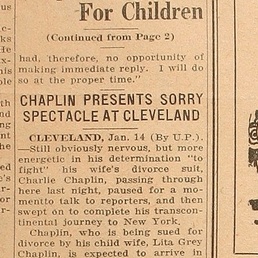 For Children
(Continued from Page 2)
had, therefore, no opportunity of
making immediate reply. I will do
so at the proper time."
CHAPLIN PRESENTS SORRY
SPECTACLE AT CLEVELAND
CLEVELAND, Jan. 14 (By U.P.).
—Still obviously nervous, but more
energetic in his determination "to
fight" his wife's divorce suit,
Charlie Chaplin, passing through
here last night, paused for a mo-
mentto talk to reporters, and then
swept on to complete his transcon-
tinental journey to New York.
Chaplin, who is being sued for
divorce by his child wife, Lita Grey
Chaplin, is expected to arrive in